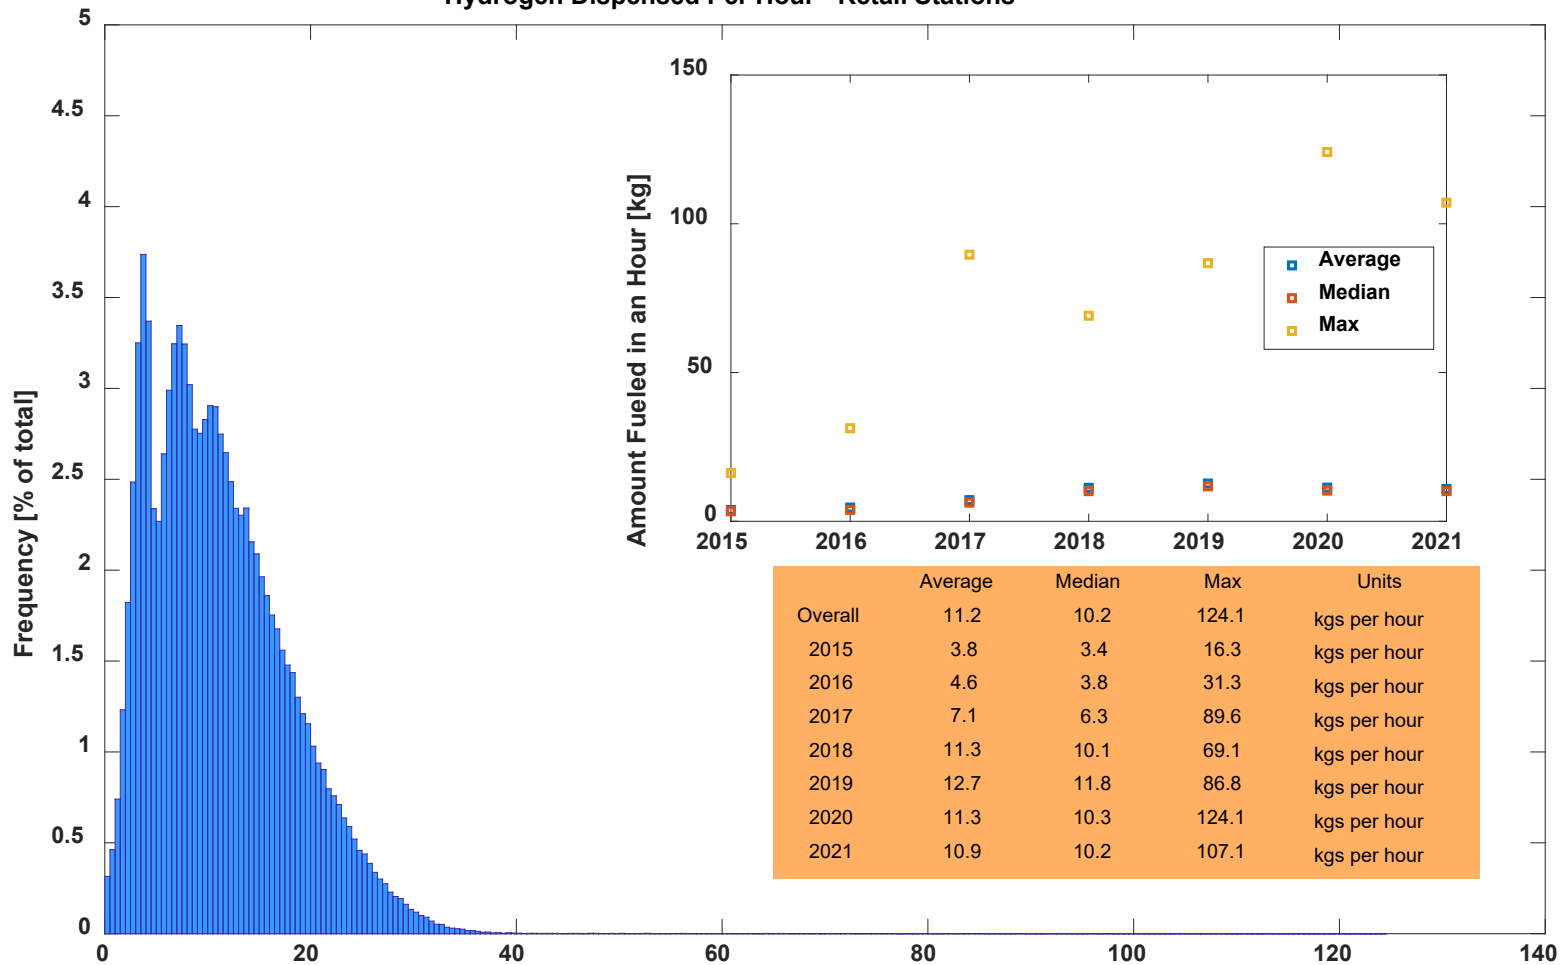 Hydrogen Dispensed Per Hour - Retail Stations
5
4.5
4
3.5
3
2.5
2
1.5
1
0.5
0
Frequency [% of total]
0 20 40 60 80 100 120 140
150
100
50
0
Amount Fueled in an Hour [kg]
2015 2016 2017 2018 2019 2020 2021
Average
Median
Max
Average Median Max Units
Overall 11.2 10.2 124.1 kgs per hour
2015 3.8 3.4 16.3 kgs per hour
2016 4.6 3.8 31.3 kgs per hour
2017 7.1 6.3 89.6 kgs per hour
2018 11.3 10.1 69.1 kgs per hour
2019 12.7 11.8 86.8 kgs per hour
2020 11.3 10.3 124.1 kgs per hour
2021 10.9 10.2 107.1 kgs per hour